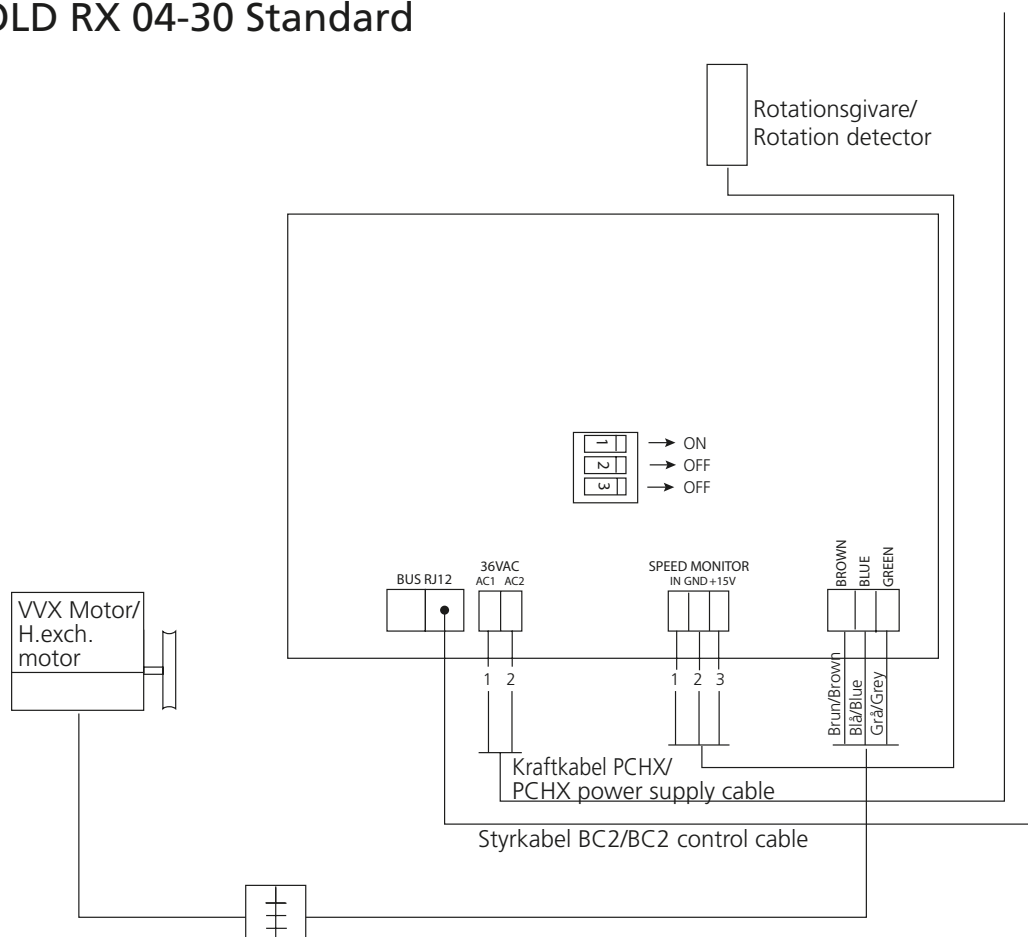 OLD RX 04-30 Standard
Rotationsgivare/
Rotation detector
1 ON
2 OFF
3 OFF
BUS RJ12
36VAC
AC1 AC2
SPEED MONITOR
IN GND +15V
BROWN
BLUE
GREEN
VVX Motor/
H.exch.
motor
1 2
1 2 3
Brun/Brown
Blå/Blue
Grå/Grey
Kraftkabel PCHX/
PCHX power supply cable
Styrkabel BC2/BC2 control cable